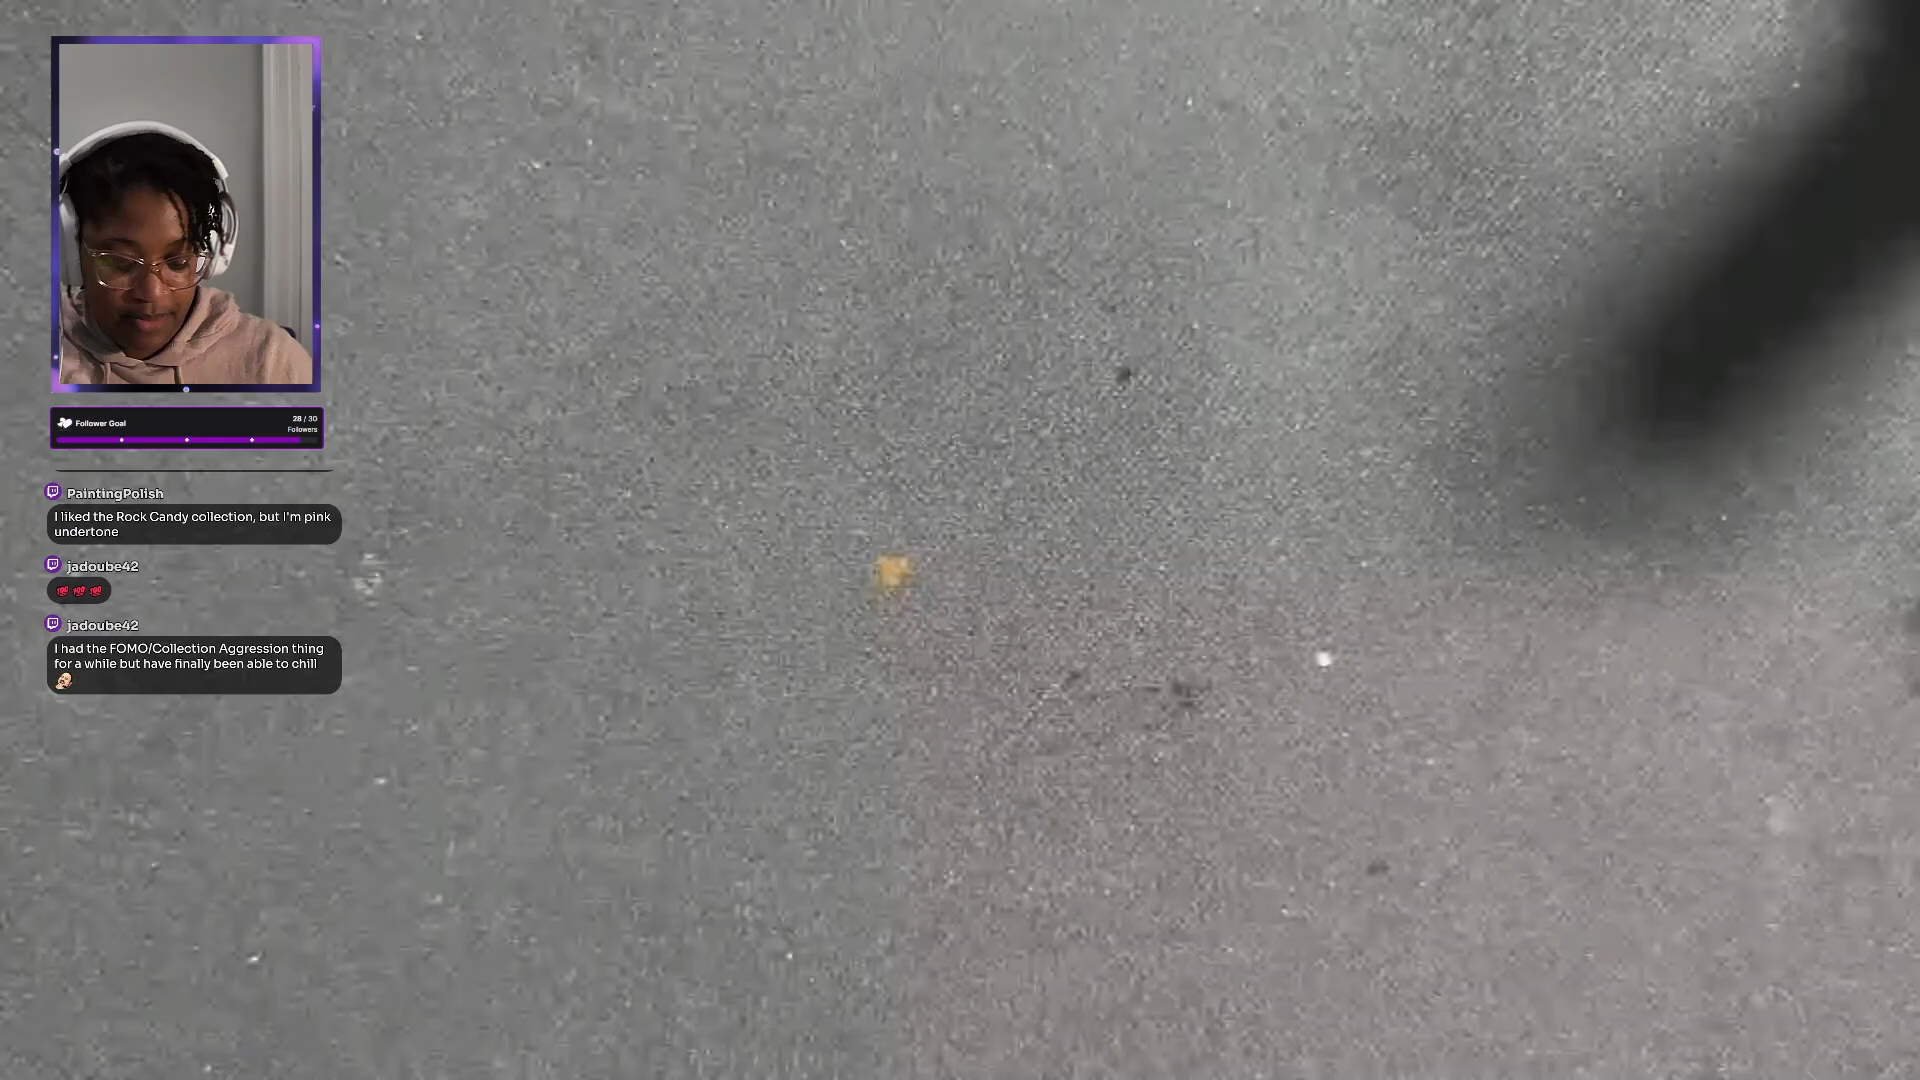 Follower Goal
28 / 30
Followers
PaintingPolish
I liked the Rock Candy collection, but I'm pink
undertone
jadoube42
💯 💯 💯
jadoube42
I had the FOMO/Collection Aggression thing
for a while but have finally been able to chill